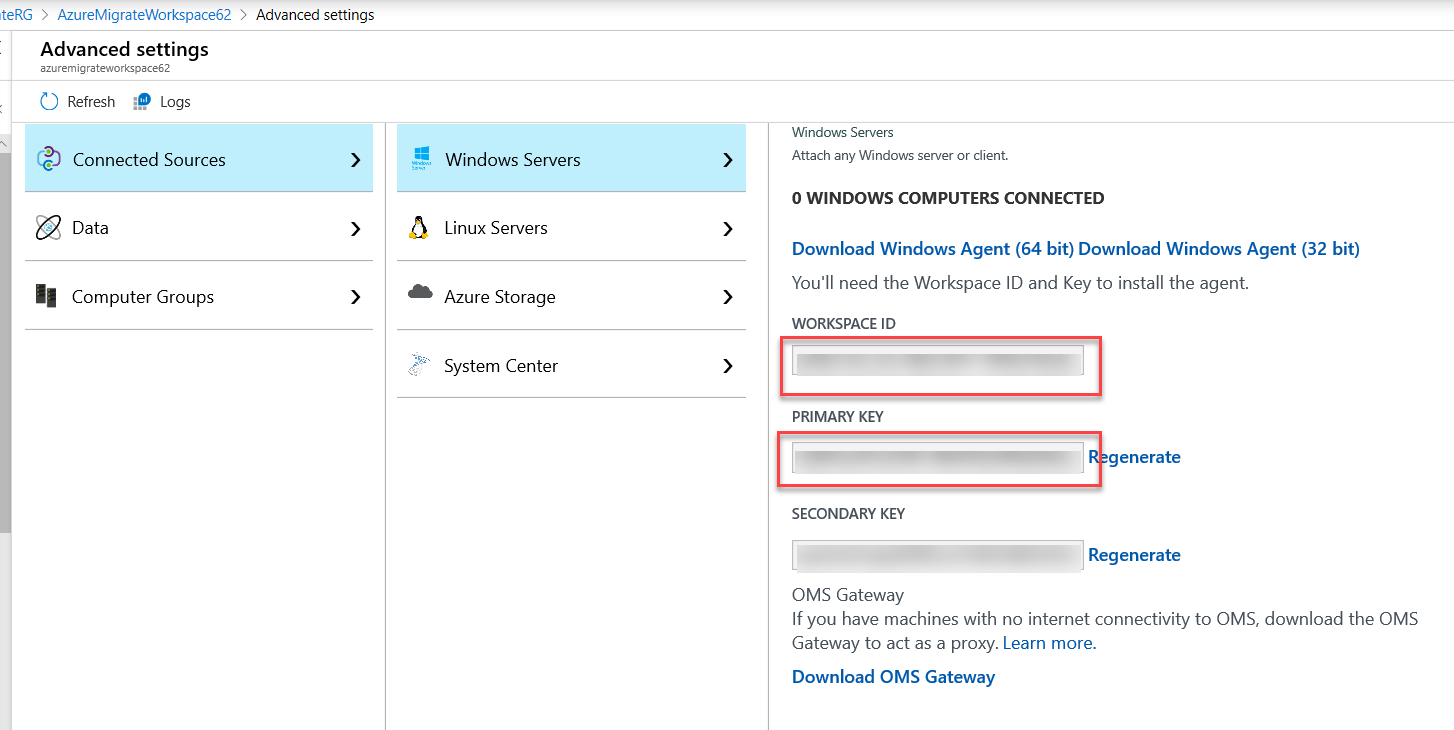 teRG > AzureMigrateWorkspace62 > Advanced settings
Advanced settings
azuremigrateworkspace62
Refresh Logs
Connected Sources
Data
Computer Groups
Windows Servers
Linux Servers
Azure Storage
System Center
Windows Servers
Attach any Windows server or client.
0 WINDOWS COMPUTERS CONNECTED
Download Windows Agent (64 bit) Download Windows Agent (32 bit)
You'll need the Workspace ID and Key to install the agent.
WORKSPACE ID
PRIMARY KEY
Regenerate
SECONDARY KEY
Regenerate
OMS Gateway
If you have machines with no internet connectivity to OMS, download the OMS
Gateway to act as a proxy. Learn more.
Download OMS Gateway